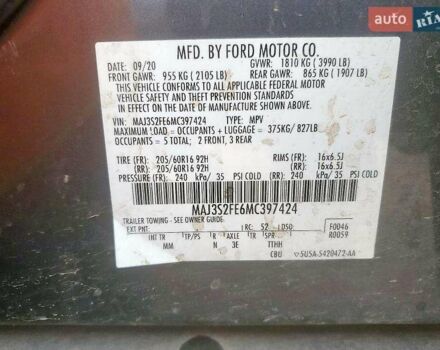 auto
RIA
MFD. BY FORD MOTOR CO.
DATE: 09/20 GVWR: 1810 KG (3990 LB)
FRONT GAWR: 955 KG (2105 LB) REAR GAWR: 865 KG (1907 LB)
THIS VEHICLE CONFORMS TO ALL APPLICABLE FEDERAL MOTOR
VEHICLE SAFETY AND THEFT PREVENTION STANDARDS
IN EFFECT ON THE DATE OF MANUFACTURE SHOWN ABOVE.
VIN: MAJ3S2FE6MC397424 TYPE: MPV
MAXIMUM LOAD = OCCUPANTS + LUGGAGE = 375KG/ 827LB
OCCUPANTS = 5 TOTAL: 2 FRONT, 3 REAR
TIRE (FR): 205/60R16 92H RIMS (FR): 16x6.5J
(RR): 205/60R16 92H (RR): 16x6.5J
PRESSURE(FR): 240 kPa/ 35 PSI COLD (RR): 240 kPa/ 35 PSI COLD
MAJ3S2FE6MC397424
TRAILER TOWING - SEE OWNER GUIDE.
EXT PNT: RC: 52 DSO: F0046
R0059
INT TR TP/PS R AXLE TR SPR
MM N 3E TTHH
CBU 5U5A-5420472-AA